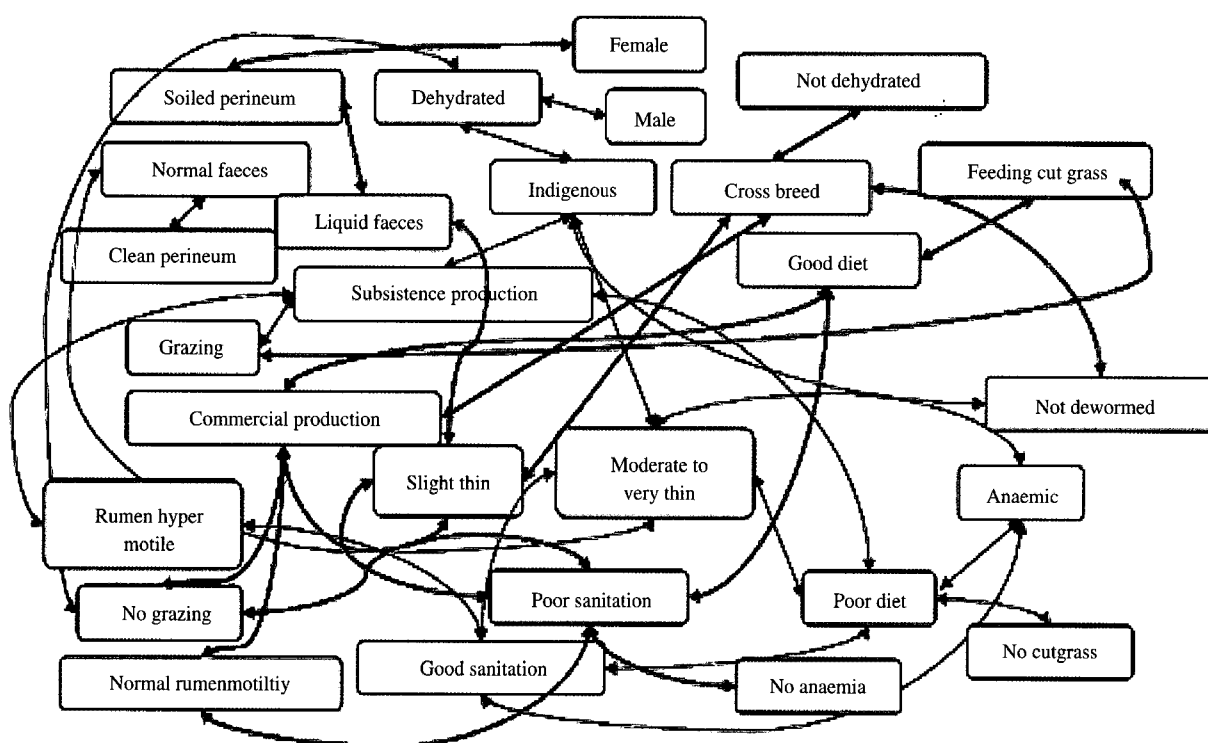 Female
Not dehydrated
Soiled perineum
Dehydrated
Male
Normal faeces
Indigenous
Cross breed
Feeding cut grass
Liquid faeces
Clean perineum
Good diet
Subsistence production
Grazing
Commercial production
Not dewormed
Slight thin
Moderate to
very thin
Anaemic
Rumen hyper
motile
No grazing
Poor sanitation
Poor diet
No cutgrass
Good sanitation
Normal rumenmotiltiy
No anaemia